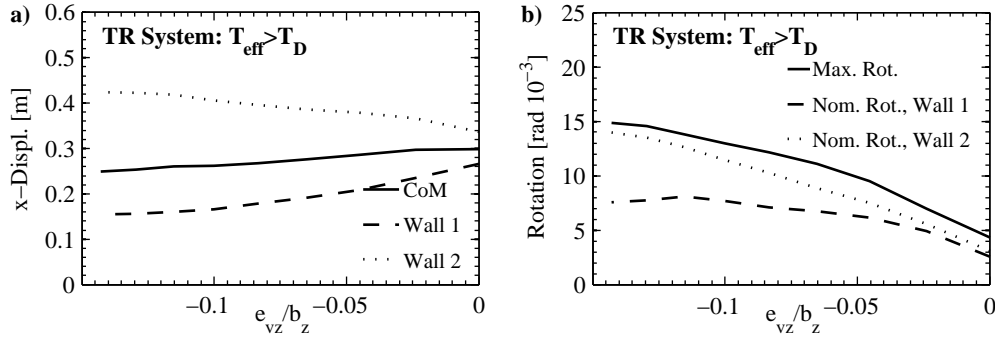 a)
TR System: T_eff>T_D
x−Displ. [m]
0.6
0.5
0.4
0.3
0.2
0.1
0
CoM
Wall 1
Wall 2
−0.1
−0.05
0
e_vz/b_z
b)
TR System: T_eff>T_D
Rotation [rad 10^−3]
25
20
15
10
5
0
Max. Rot.
Nom. Rot., Wall 1
Nom. Rot., Wall 2
−0.1
−0.05
0
e_vz/b_z